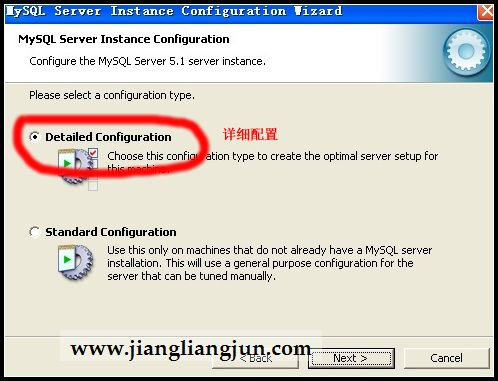 MySQL Server Instance Configuration Wizard
MySQL Server Instance Configuration
Configure the MySQL Server 5.1 server instance.
Please select a configuration type.
Detailed Configuration
详细配置
Choose this configuration type to create the optimal server setup for
this machine.
Standard Configuration
Use this only on machines that do not already have a MySQL server
installation. This will use a general purpose configuration for the
server that can be tuned manually.
www.jiangliangjun.com
< Back
Next >
Cancel